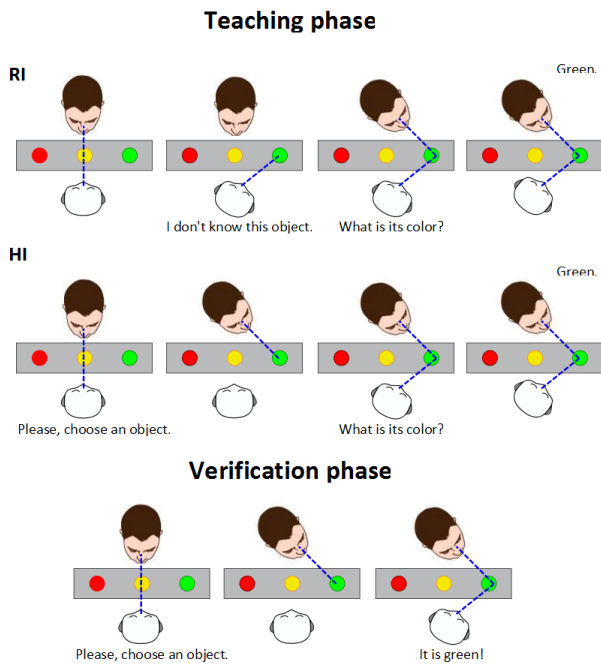 Teaching phase
RI
Green.
I don't know this object.
What is its color?
HI
Green.
Please, choose an object.
What is its color?
Verification phase
Please, choose an object.
It is green!